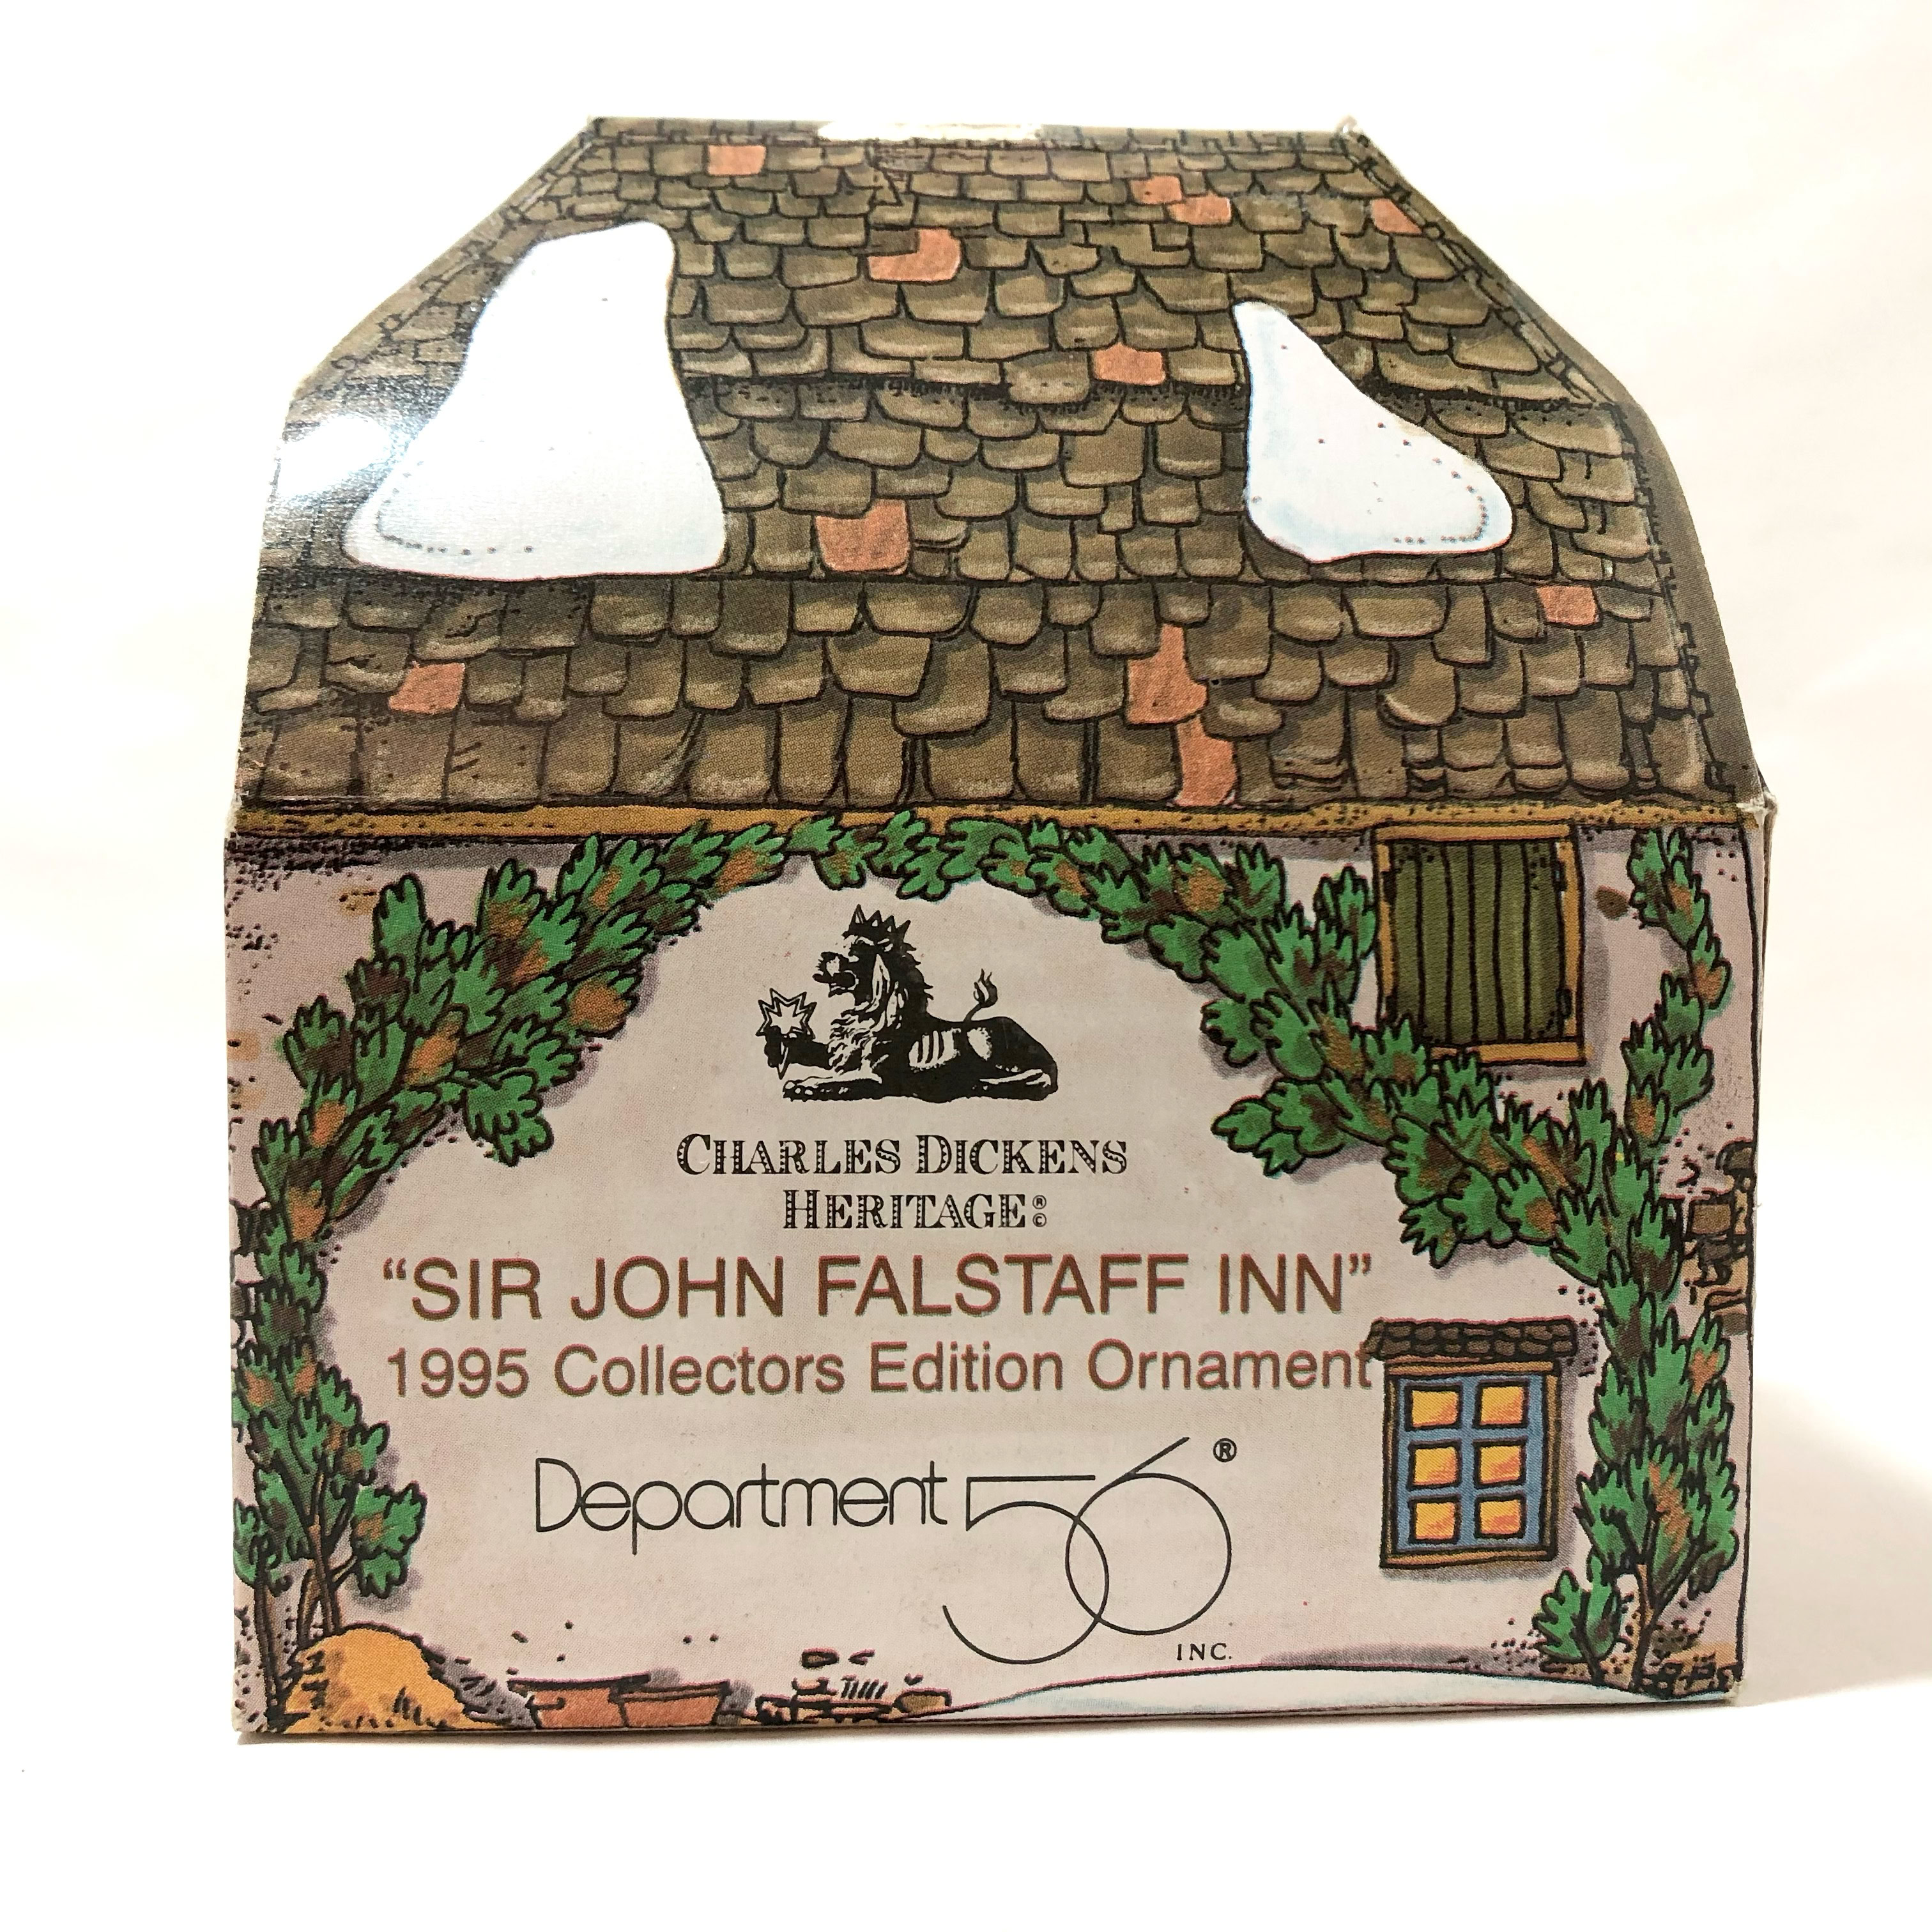 CHARLES DICKENS
HERITAGE®©
“SIR JOHN FALSTAFF INN”
1995 Collectors Edition Ornament
Department 56®
INC.